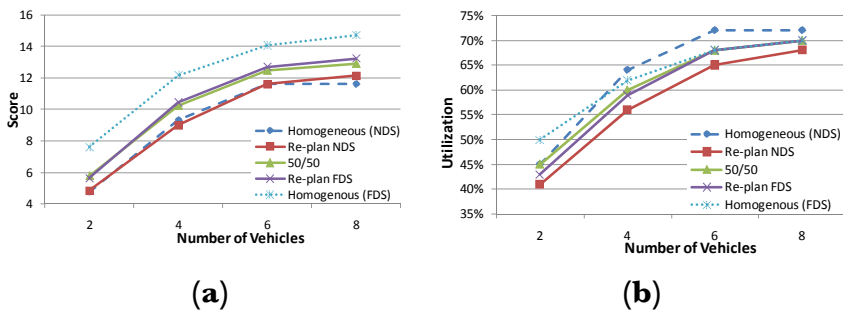 16
14
12
10
8
6
4
Score
2
4
6
8
Number of Vehicles
Homogeneous (NDS)
Re-plan NDS
50/50
Re-plan FDS
Homogenous (FDS)
(a)
75%
70%
65%
60%
55%
50%
45%
40%
35%
Utilization
2
4
6
8
Number of Vehicles
Homogeneous (NDS)
Re-plan NDS
50/50
Re-plan FDS
Homogenous (FDS)
(b)